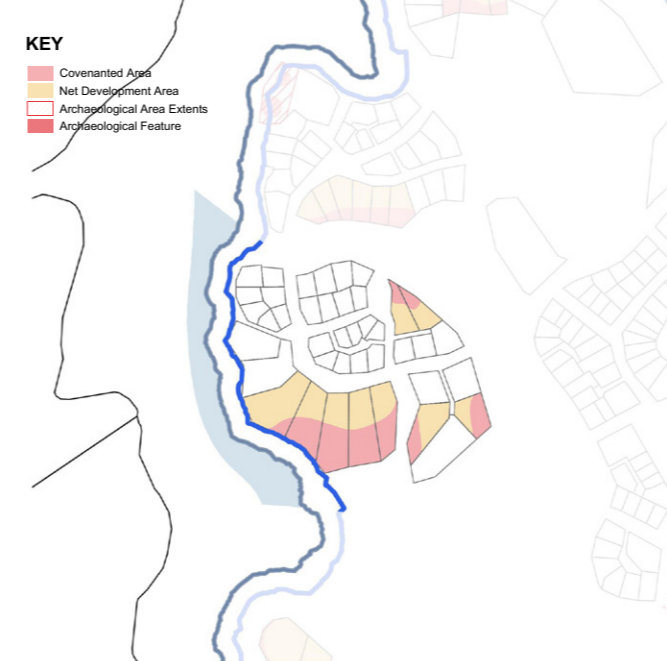 KEY
Covenanted Area
Net Development Area
Archaeological Area Extents
Archaeological Feature